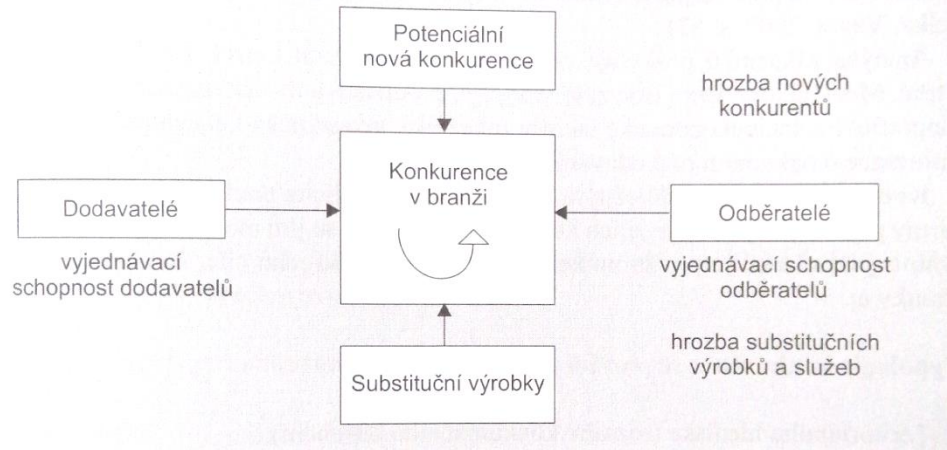 Potenciální
nová konkurence
hrozba nových
konkurentů
Konkurence
v branži
Dodavatelé
Odběratelé
vyjednávací
schopnost dodavatelů
vyjednávací schopnost
odběratelů
hrozba substitučních
výrobků a služeb
Substituční výrobky